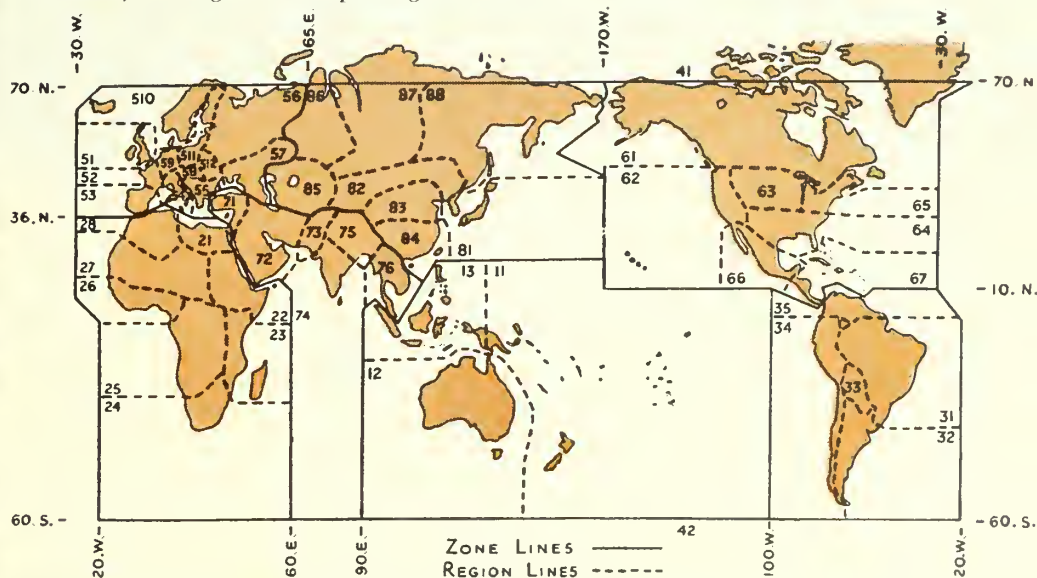 30. W.
65. E.
170. W.
30. W.
70. N.
41
70. N
510
56
86
87
88
51
52
53
59
511
58
512
55
57
85
82
83
84
61
62
63
65
64
66
67
36. N.
28
21
71
72
73
75
76
81
13
11
27
26
22
23
74
10. N.
35
34
12
25
24
33
31
32
60. S.
60. S.
42
20. W.
60. E.
90. E.
100. W.
20. W.
ZONE LINES
REGION LINES